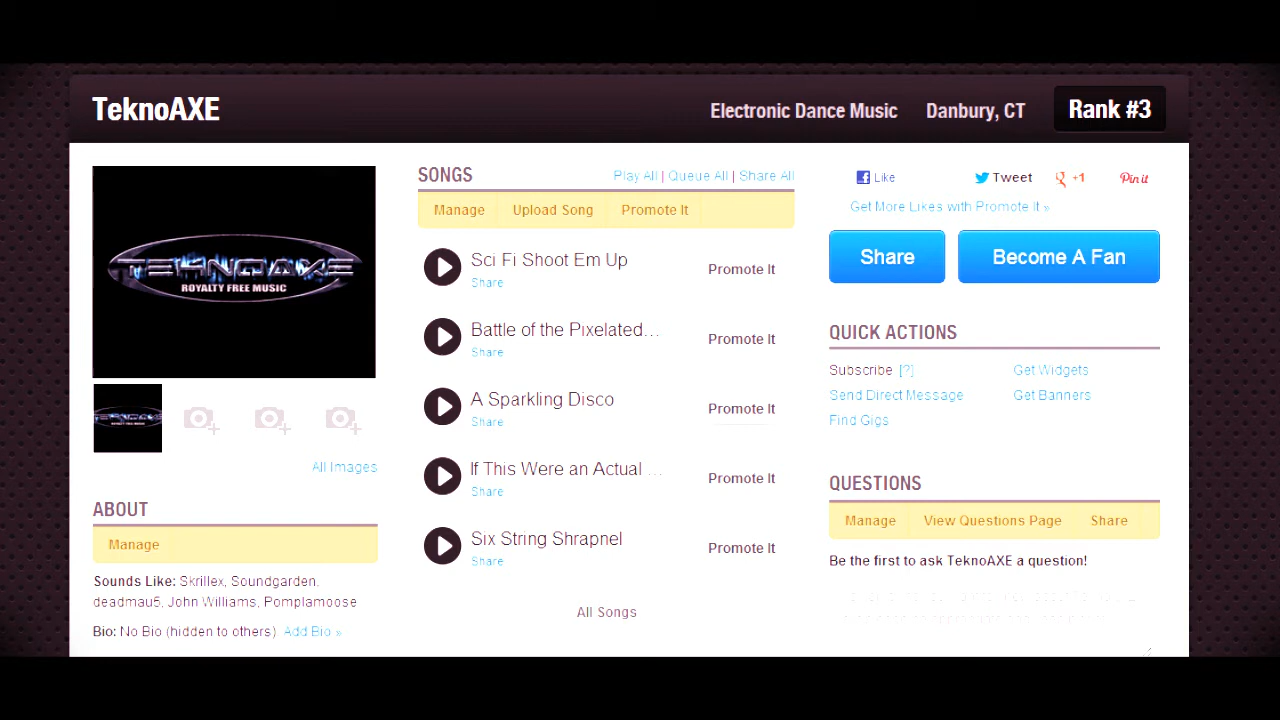 TeknoAXE
Electronic Dance Music
Danbury, CT
Rank #3
TEKNOAXE
ROYALTY FREE MUSIC
TEKNOAXE
ROYALTY FREE MUSIC
All Images
ABOUT
Manage
Sounds Like: Skrillex, Soundgarden,
deadmau5, John Williams, Pomplamoose
Bio: No Bio (hidden to others) Add Bio »
SONGS
Play All | Queue All | Share All
Manage
Upload Song
Promote It
Sci Fi Shoot Em Up
Share
Promote It
Battle of the Pixelated...
Share
Promote It
A Sparkling Disco
Share
Promote It
If This Were an Actual ...
Share
Promote It
Six String Shrapnel
Share
Promote It
All Songs
Like
Tweet
+1
Pin it
Get More Likes with Promote It »
Share
Become A Fan
QUICK ACTIONS
Subscribe [?]
Get Widgets
Send Direct Message
Get Banners
Find Gigs
QUESTIONS
Manage
View Questions Page
Share
Be the first to ask TeknoAXE a question!